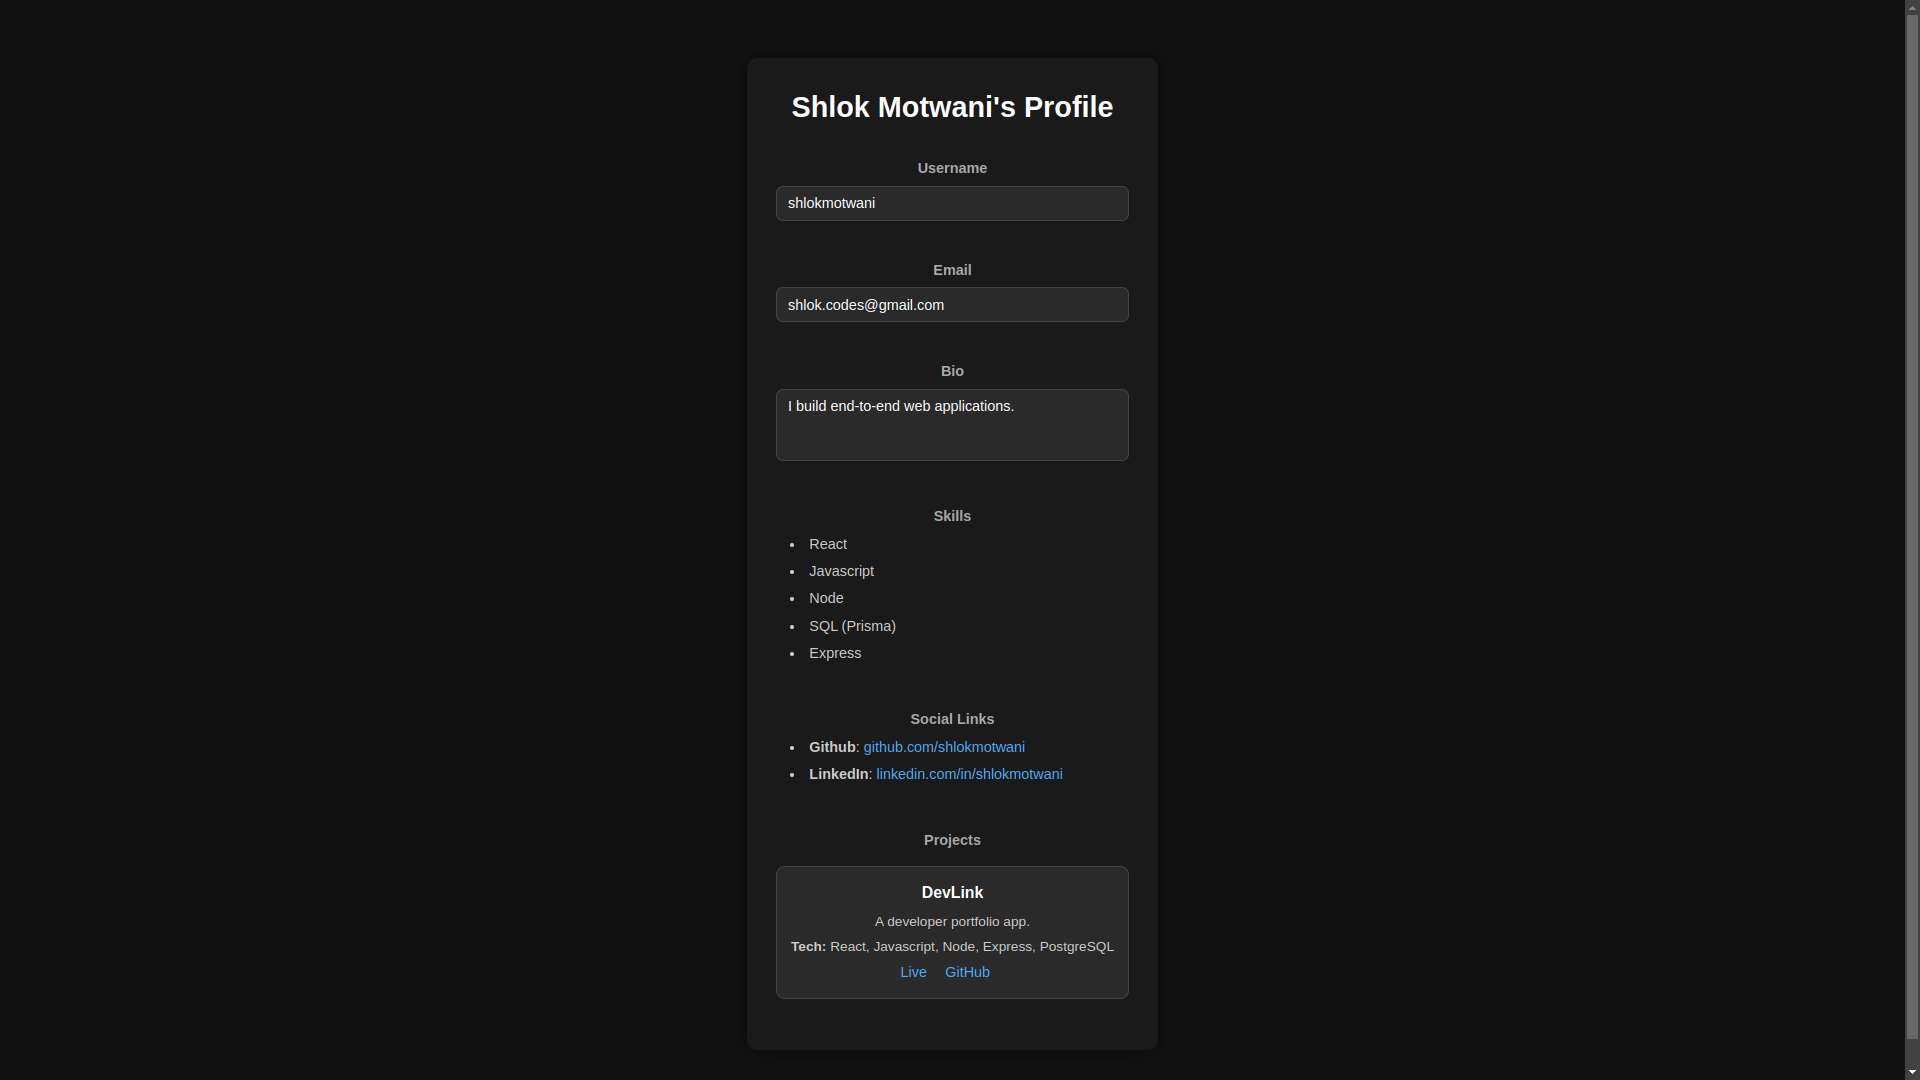 Shlok Motwani's Profile
Username
shlokmotwani
Email
shlok.codes@gmail.com
Bio
I build end-to-end web applications.
Skills
• React
• Javascript
• Node
• SQL (Prisma)
• Express
Social Links
• Github: github.com/shlokmotwani
• LinkedIn: linkedin.com/in/shlokmotwani
Projects
DevLink
A developer portfolio app.
Tech: React, Javascript, Node, Express, PostgreSQL
Live GitHub